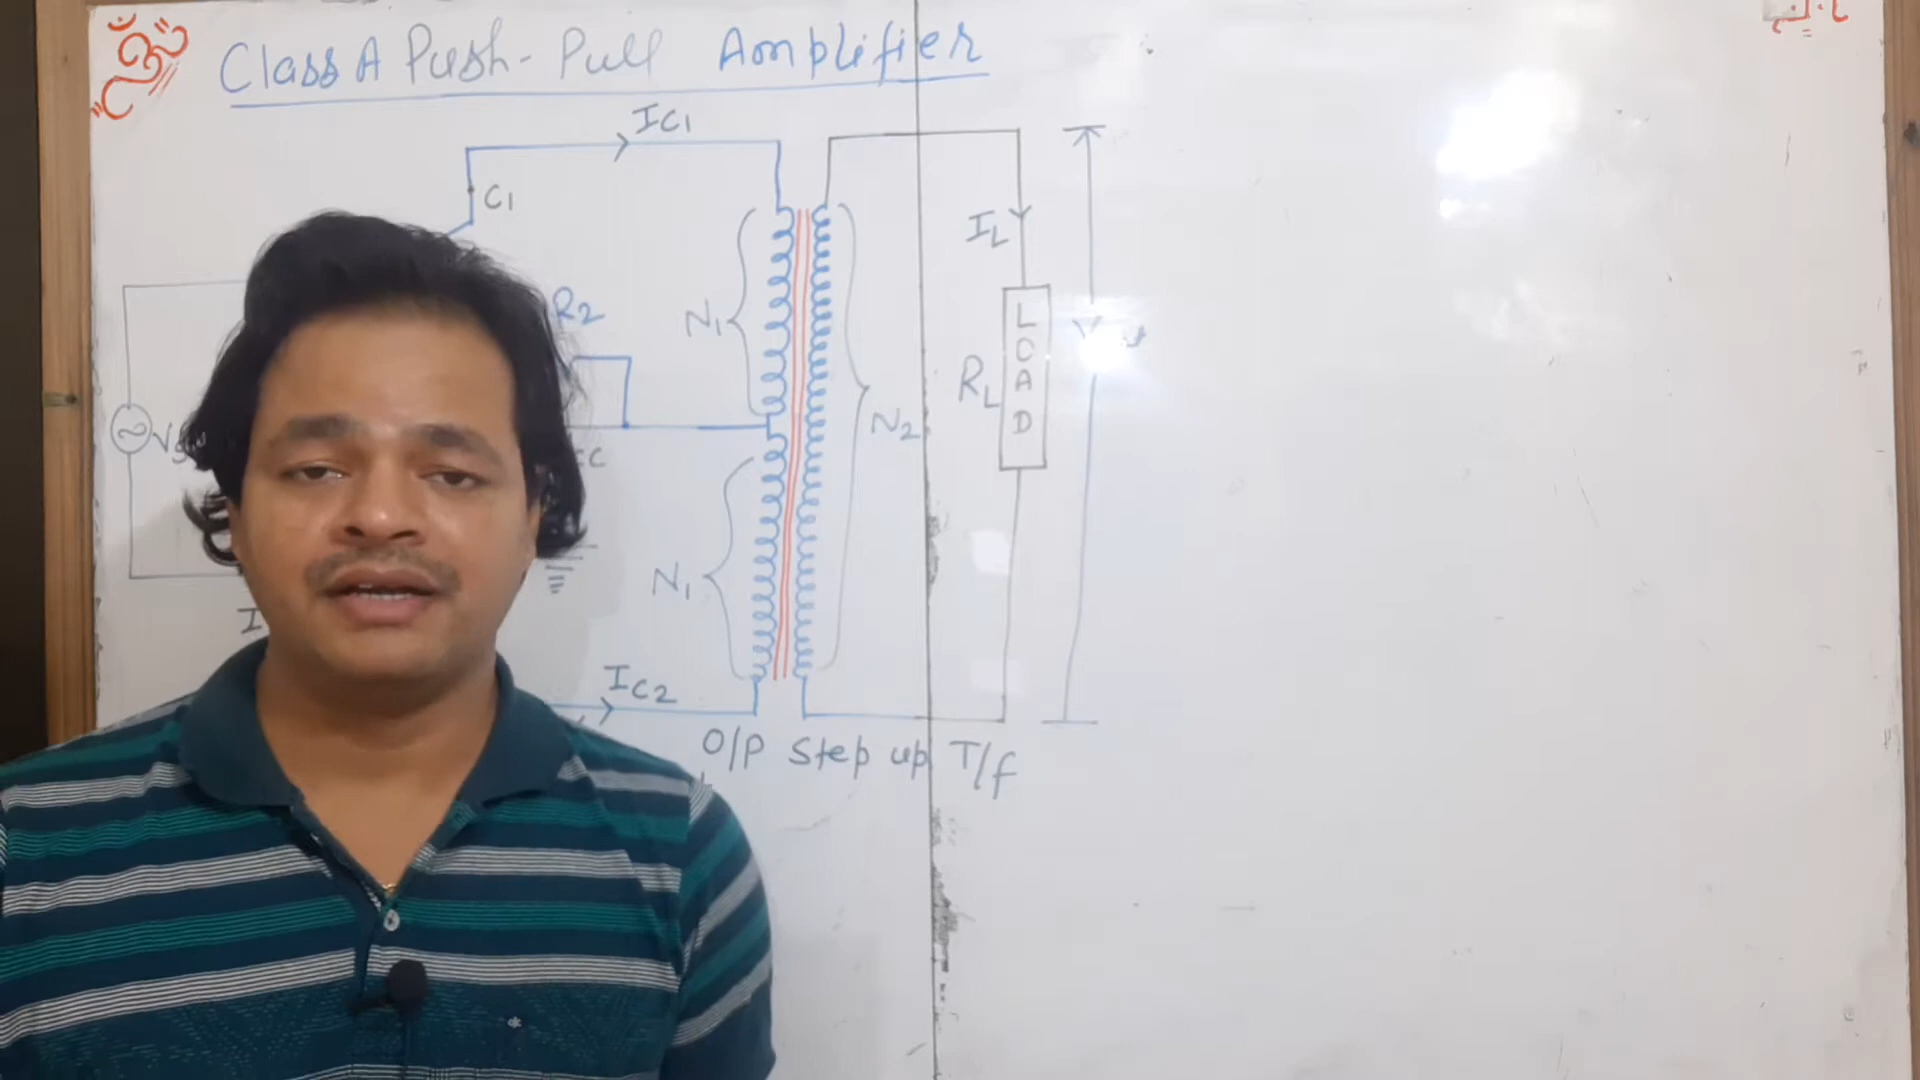 ॐ
Class A Push-Pull Amplifier
IC1
C1
IL
R2
N1
LOAD
RL
N2
N1
IC2
O/P Step up T/f